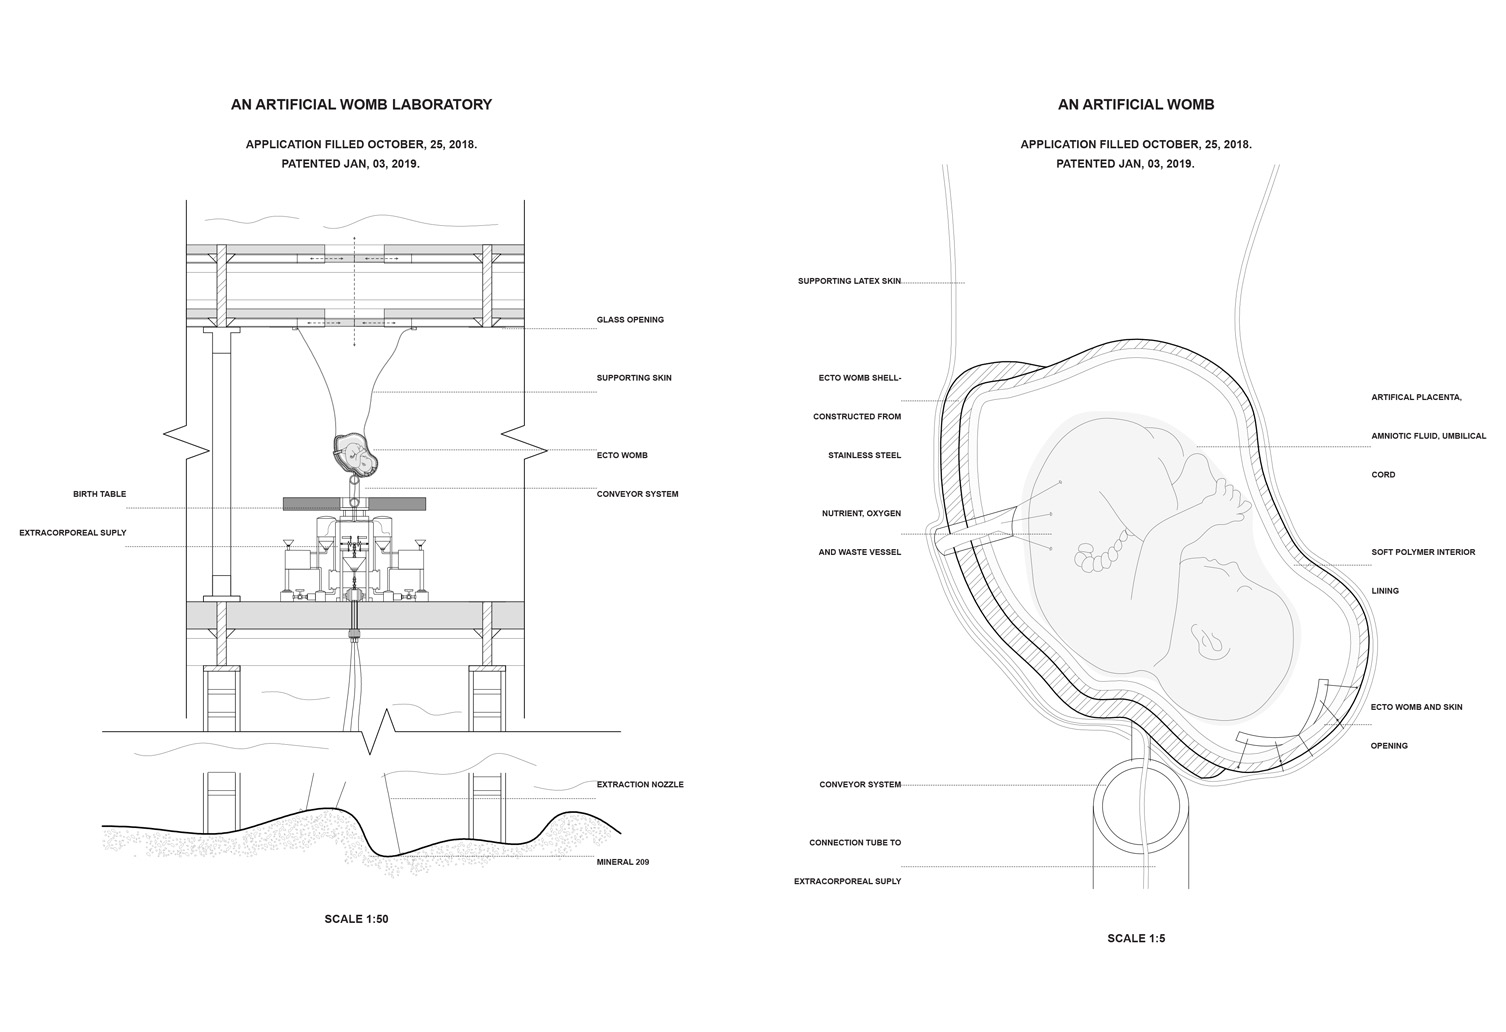 AN ARTIFICIAL WOMB LABORATORY
APPLICATION FILLED OCTOBER, 25, 2018.
PATENTED JAN, 03, 2019.
GLASS OPENING
SUPPORTING SKIN
ECTO WOMB
CONVEYOR SYSTEM
BIRTH TABLE
EXTRACORPOREAL SUPLY
EXTRACTION NOZZLE
MINERAL 209
SCALE 1:50
AN ARTIFICIAL WOMB
APPLICATION FILLED OCTOBER, 25, 2018.
PATENTED JAN, 03, 2019.
SUPPORTING LATEX SKIN
ECTO WOMB SHELL-
CONSTRUCTED FROM
STAINLESS STEEL
NUTRIENT, OXYGEN
AND WASTE VESSEL
CONVEYOR SYSTEM
CONNECTION TUBE TO
EXTRACORPOREAL SUPLY
ARTIFICAL PLACENTA,
AMNIOTIC FLUID, UMBILICAL
CORD
SOFT POLYMER INTERIOR
LINING
ECTO WOMB AND SKIN
OPENING
SCALE 1:5